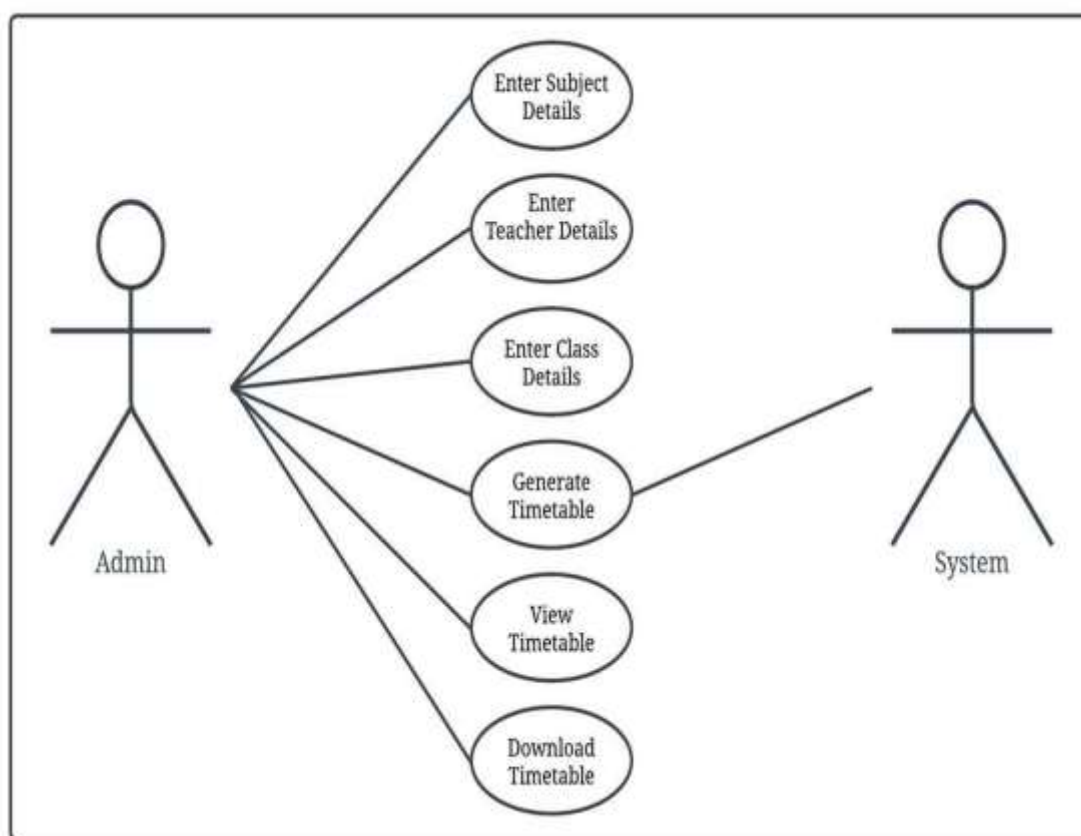 Enter Subject
Details
Enter
Teacher Details
Enter Class
Details
Generate
Timetable
Admin
System
View
Timetable
Download
Timetable